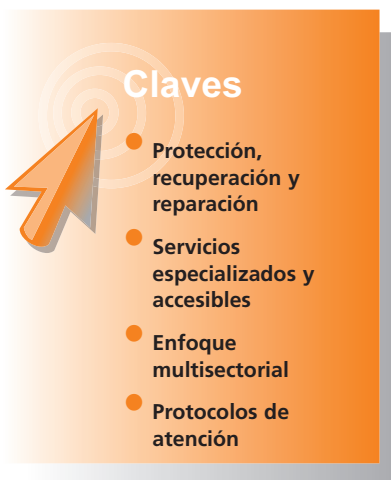 Claves
Protección,
recuperación y
reparación
Servicios
especializados y
accesibles
Enfoque
multisectorial
Protocolos de
atención